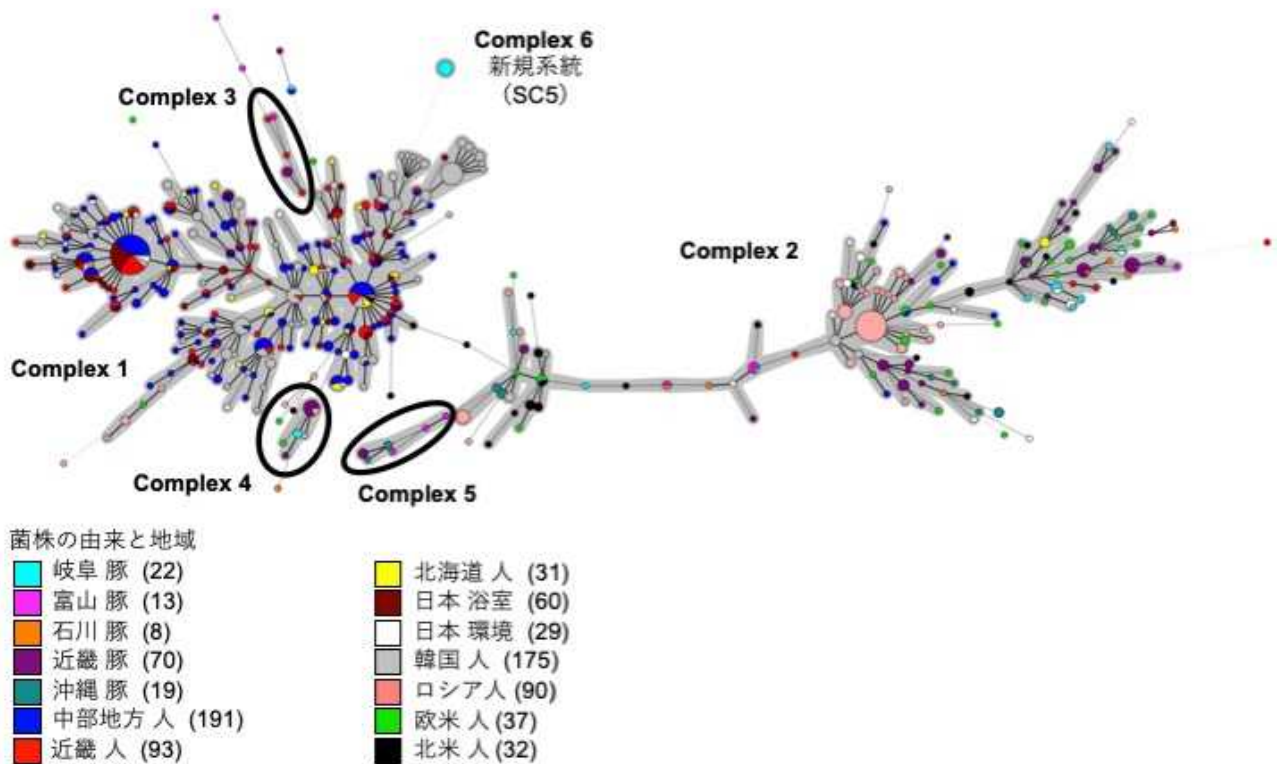 Complex 6
新規系統
（SC5）
Complex 3
Complex 2
Complex 1
Complex 4
Complex 5
菌株の由来と地域
岐阜 豚 (22)
富山 豚 (13)
石川 豚 (8)
近畿 豚 (70)
沖縄 豚 (19)
中部地方 人 (191)
近畿 人 (93)
北海道 人 (31)
日本 浴室 (60)
日本 環境 (29)
韓国 人 (175)
ロシア人 (90)
欧米 人 (37)
北米 人 (32)